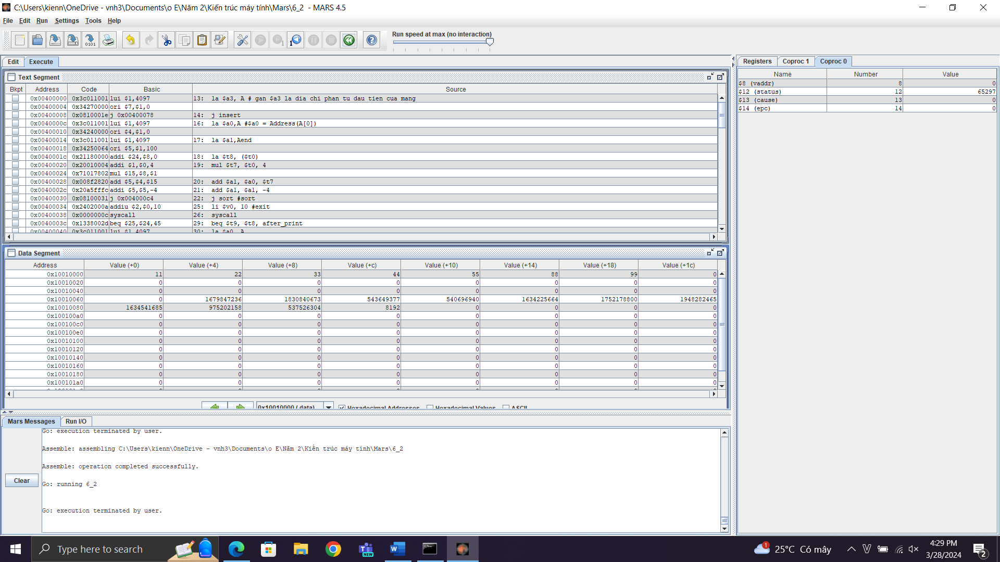 C:\Users\kienn\OneDrive - vnh3\Documents\o E\Năm 2\Kiến trúc máy tính\Mars\6_2 - MARS 4.5
File Edit Run Settings Tools Help
Run speed at max (no interaction)
Edit Execute
Text Segment
Bkpt Address Code Basic Source
0x00400000 0x3c011001 lui $1,4097 13: la $a3, A # gan $a3 la dia chi phan tu dau tien cua mang
0x00400004 0x34270000 ori $7,$1,0
0x00400008 0x0810001e j 0x00400078 14: j insert
0x0040000c 0x3c011001 lui $1,4097 16: la $a0,A #$a0 = Address(A[0])
0x00400010 0x34240000 ori $4,$1,0
0x00400014 0x3c011001 lui $1,4097 17: la $a1,Aend
0x00400018 0x34250064 ori $5,$1,100
0x0040001c 0x21180000 addi $24,$8,0 18: la $t8, ($t0)
0x00400020 0x20010004 addi $1,$0,4 19: mul $t7, $t0, 4
0x00400024 0x71017802 mul $15,$8,$1
0x00400028 0x008f2820 add $5,$4,$15 20: add $a1, $a0, $t7
0x0040002c 0x20a5fffc addi $5,$5,-4 21: add $a1, $a1, -4
0x00400030 0x08100031 j 0x004000c4 22: j sort #sort
0x00400034 0x2402000a addiu $2,$0,10 25: li $v0, 10 #exit
0x00400038 0x0000000c syscall 26: syscall
0x0040003c 0x1338002d beq $25,$24,45 29: beq $t9, $t8, after_print
0x00400040 0x3c011001 lui $1,4097 30: la $a0, A
Data Segment
Address Value (+0) Value (+4) Value (+8) Value (+c) Value (+10) Value (+14) Value (+18) Value (+1c)
0x10010000 11 22 33 44 55 88 99 0
0x10010020 0 0 0 0 0 0 0 0
0x10010040 0 0 0 0 0 0 0 0
0x10010060 0 1679847236 1830840673 543649377 540696940 1634225664 1752178800 1948282465
0x10010080 1634541685 975202158 537526304 8192 0 0 0 0
0x100100a0 0 0 0 0 0 0 0 0
0x100100c0 0 0 0 0 0 0 0 0
0x100100e0 0 0 0 0 0 0 0 0
0x10010100 0 0 0 0 0 0 0 0
0x10010120 0 0 0 0 0 0 0 0
0x10010140 0 0 0 0 0 0 0 0
0x10010160 0 0 0 0 0 0 0 0
0x10010180 0 0 0 0 0 0 0 0
0x100101a0 0 0 0 0 0 0 0 0
0x10010000 (.data) Hexadecimal Addresses Hexadecimal Values ASCII
Mars Messages Run I/O
Clear
Go: execution terminated by user.
Assemble: assembling C:\Users\kienn\OneDrive - vnh3\Documents\o E\Năm 2\Kiến trúc máy tính\Mars\6_2
Assemble: operation completed successfully.
Go: running 6_2
Go: execution terminated by user.
Registers Coproc 1 Coproc 0
Name Number Value
$8 (vaddr) 8 0
$12 (status) 12 65297
$13 (cause) 13 0
$14 (epc) 14 0
Type here to search
NEW
1
25°C Có mây
4:29 PM
3/28/2024
2